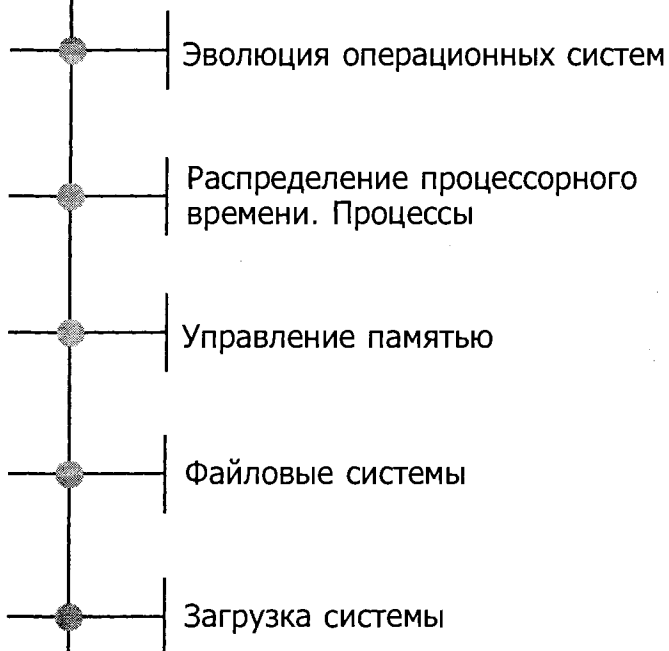 Эволюция операционных систем
Распределение процессорного
времени. Процессы
Управление памятью
Файловые системы
Загрузка системы